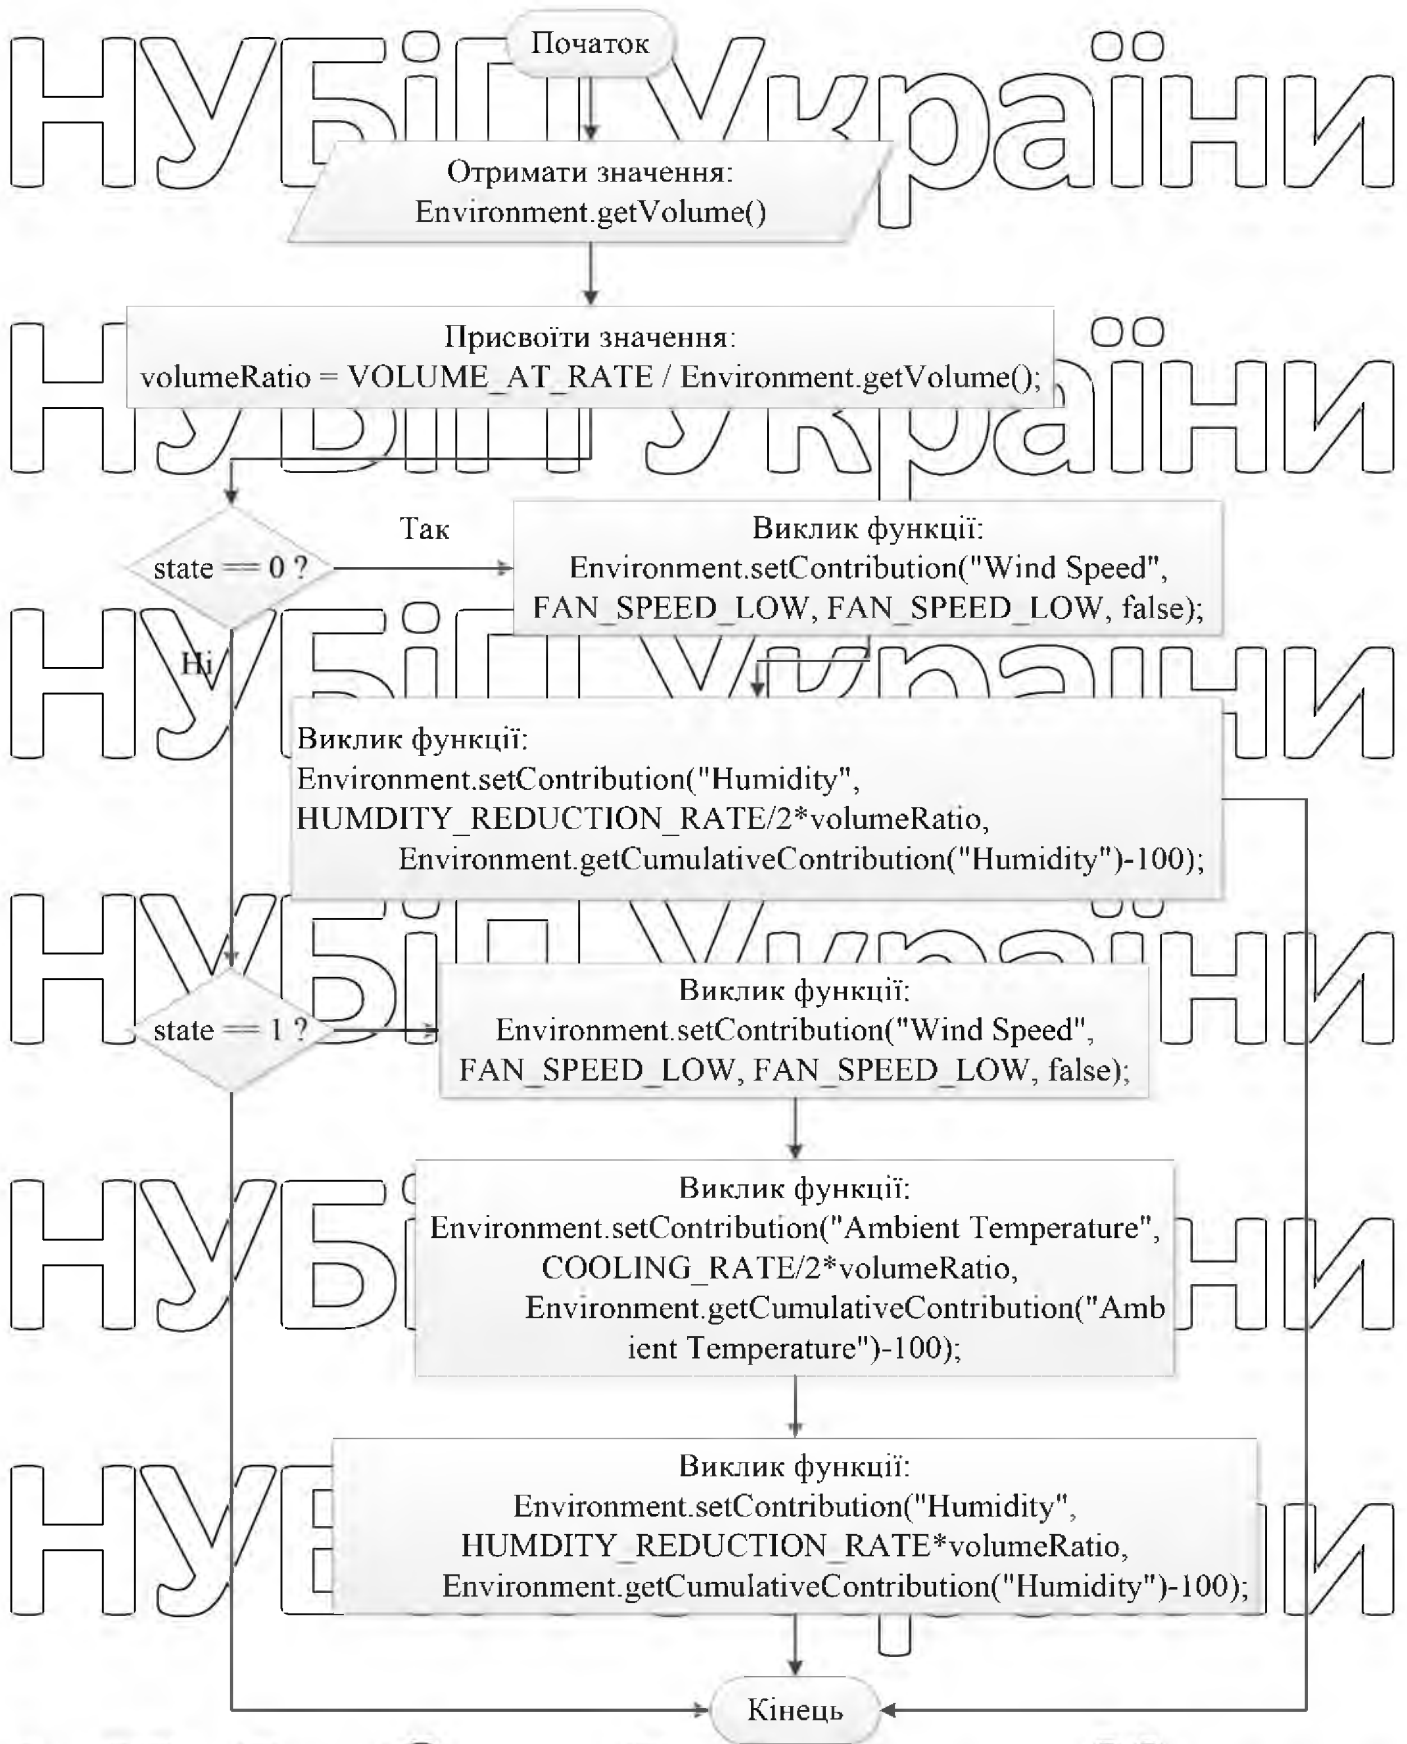 НУБіП України
Початок
Отримати значення:
Environment.getVolume()
НУБіП України
Присвоїти значення:
volumeRatio = VOLUME_AT_RATE / Environment.getVolume();
state == 0 ?
Так
Виклик функції:
Environment.setContribution("Wind Speed",
FAN_SPEED_LOW, FAN_SPEED_LOW, false);
НУБіП України
Ні
Виклик функції:
Environment.setContribution("Humidity",
HUMDITY_REDUCTION_RATE/2*volumeRatio,
Environment.getCumulativeContribution("Humidity")-100);
НУБіП України
state == 1 ?
Виклик функції:
Environment.setContribution("Wind Speed",
FAN_SPEED_LOW, FAN_SPEED_LOW, false);
НУБіП України
Виклик функції:
Environment.setContribution("Ambient Temperature",
COOLING_RATE/2*volumeRatio,
Environment.getCumulativeContribution("Amb
ient Temperature")-100);
НУБіП України
Виклик функції:
Environment.setContribution("Humidity",
HUMDITY_REDUCTION_RATE*volumeRatio,
Environment.getCumulativeContribution("Humidity")-100);
Кінець